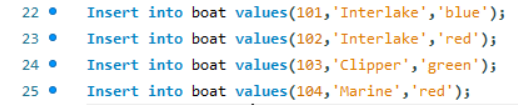 22 Insert into boat values(101,'Interlake','blue');
23 Insert into boat values(102,'Interlake','red');
24 Insert into boat values(103,'Clipper','green');
25 Insert into boat values(104,'Marine','red');